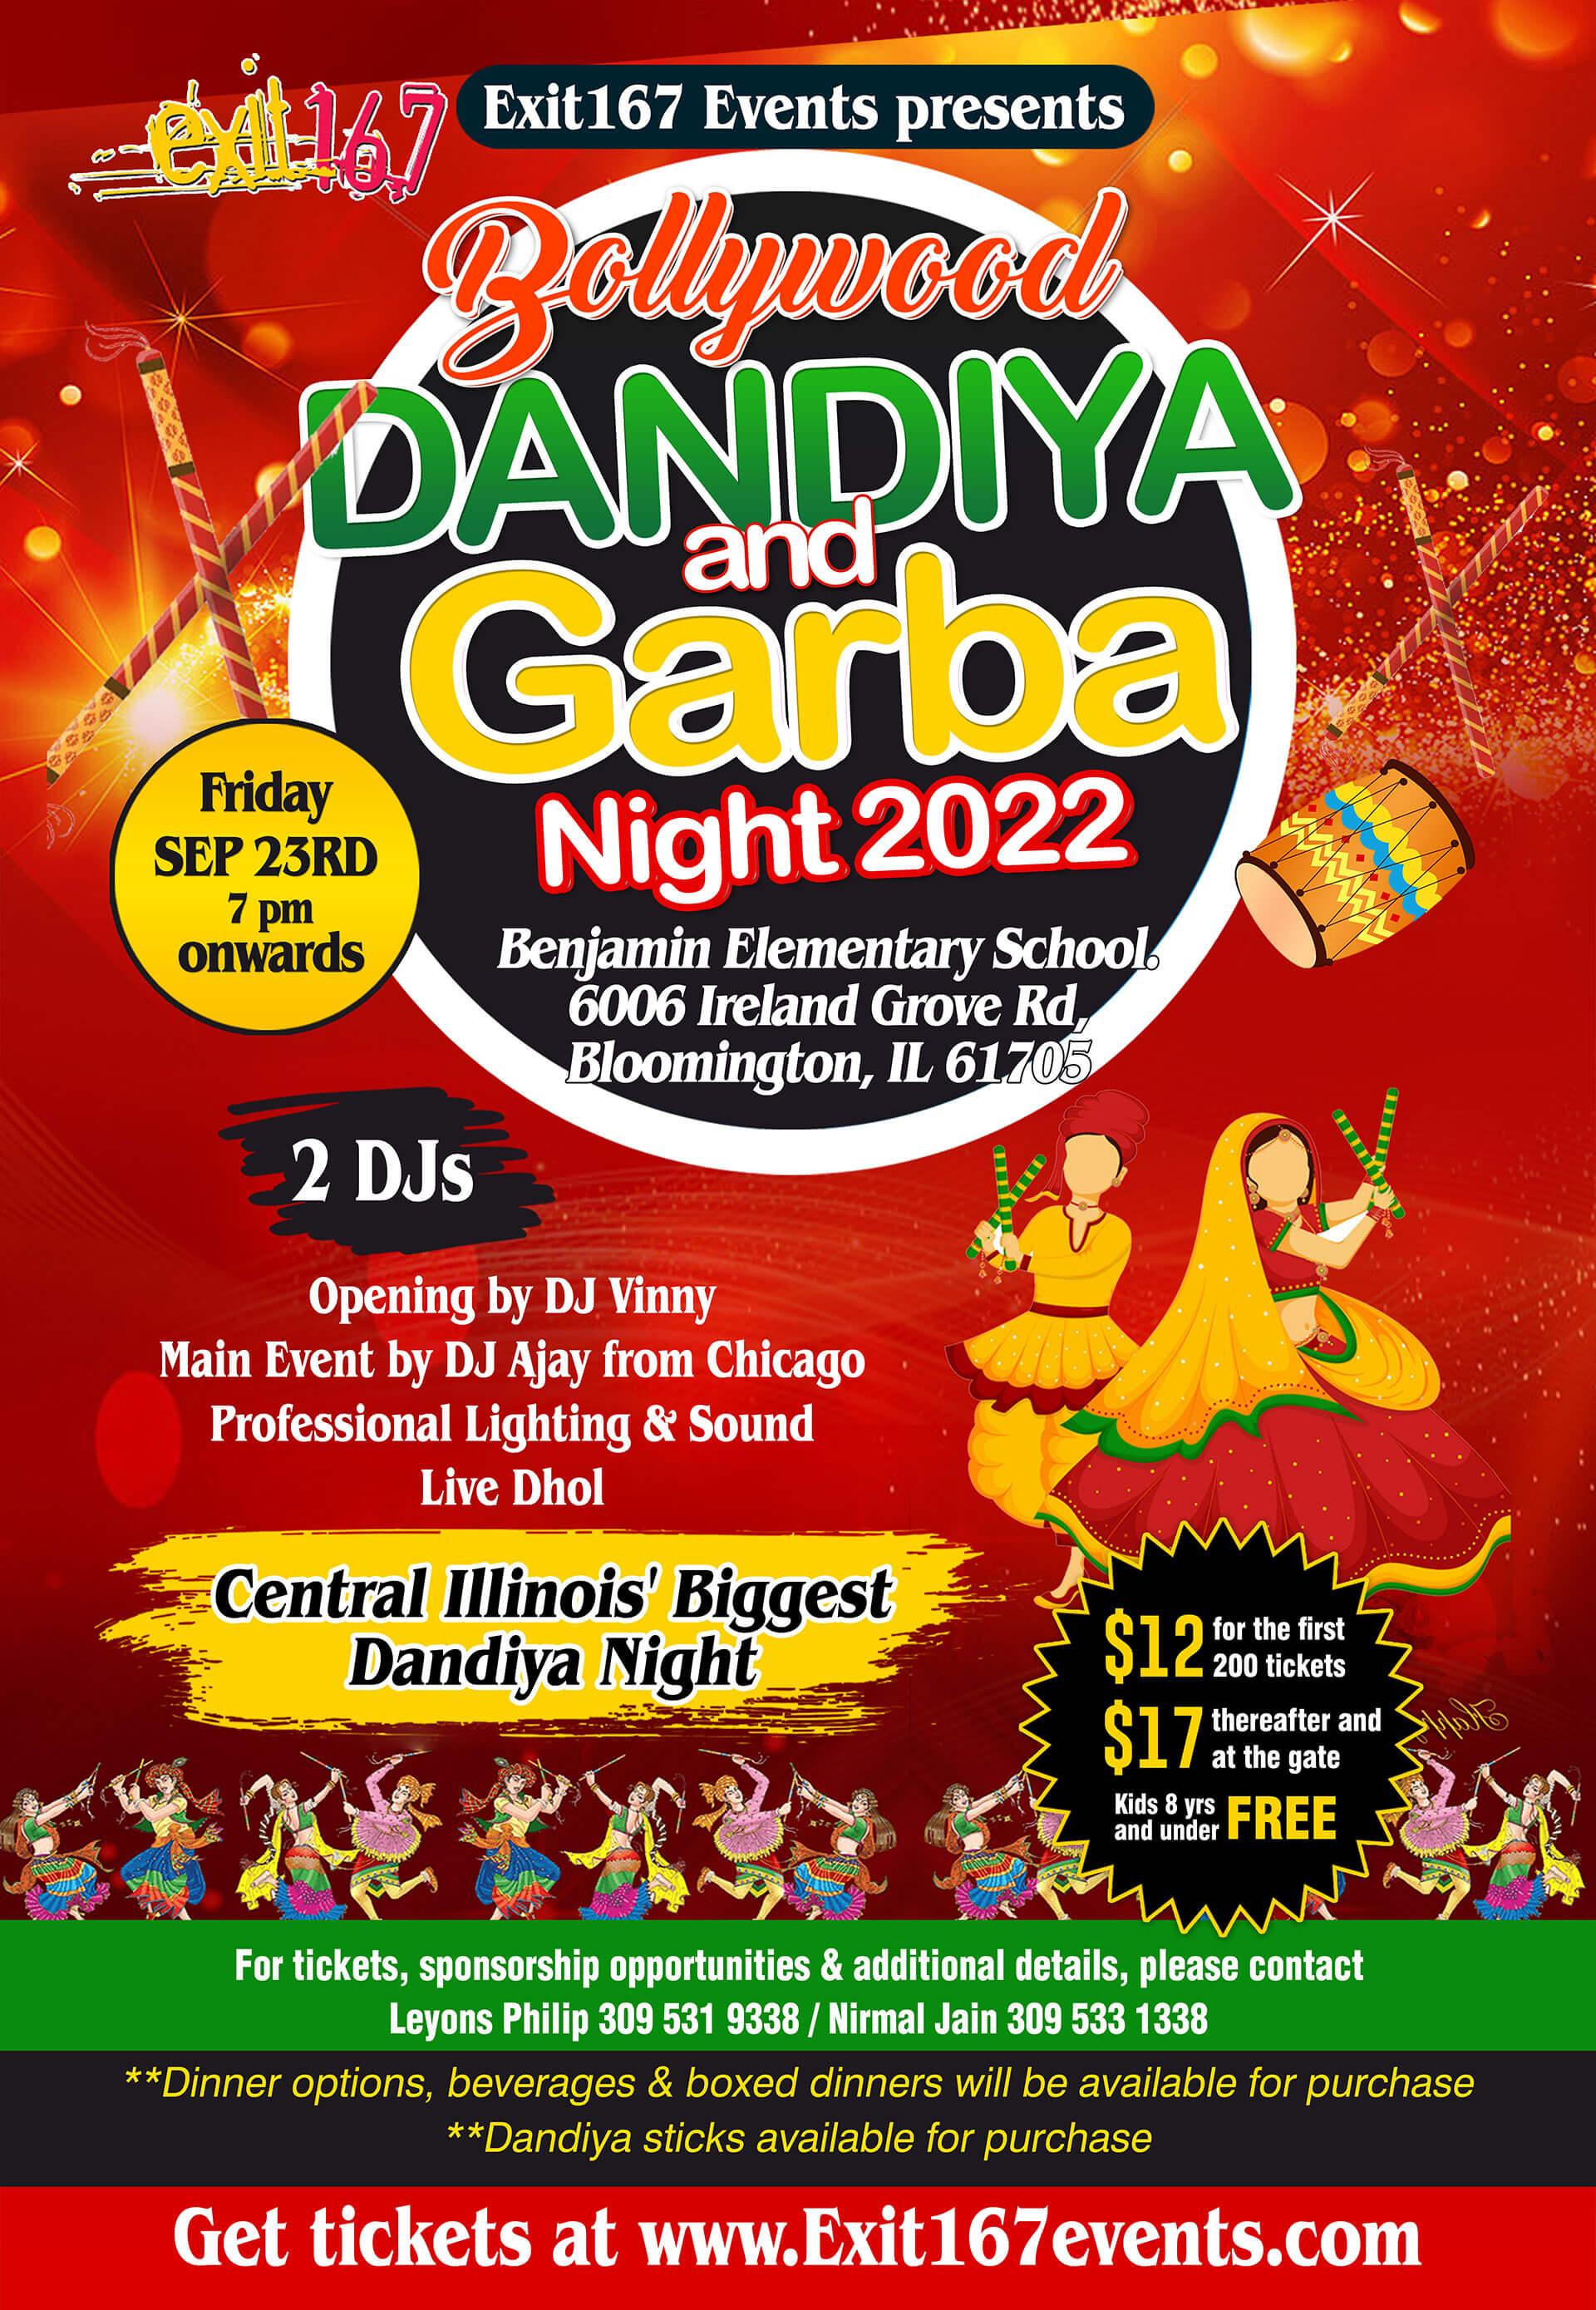 exit167
Exit167 Events presents
Bollywood
DANDIYA
and
Garba
Night 2022
Friday
SEP 23RD
7 pm
onwards
Benjamin Elementary School.
6006 Ireland Grove Rd,
Bloomington, IL 61705
2 DJs
Opening by DJ Vinny
Main Event by DJ Ajay from Chicago
Professional Lighting & Sound
Live Dhol
Central Illinois' Biggest
Dandiya Night
$12 for the first
200 tickets
$17 thereafter and
at the gate
Kids 8 yrs
and under FREE
For tickets, sponsorship opportunities & additional details, please contact
Leyons Philip 309 531 9338 / Nirmal Jain 309 533 1338
**Dinner options, beverages & boxed dinners will be available for purchase
**Dandiya sticks available for purchase
Get tickets at www.Exit167events.com